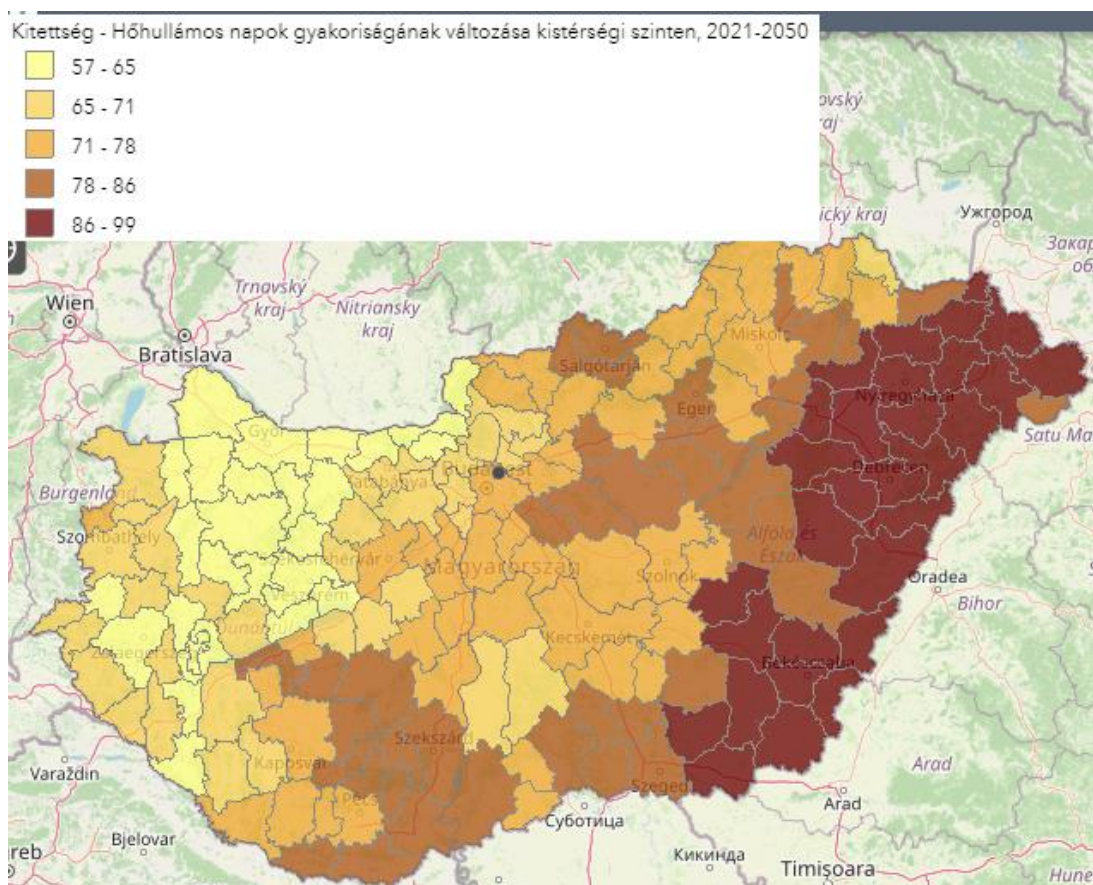 Kitettség - Hőhullámos napok gyakoriságának változása kistérségi szinten, 2021-2050
57 - 65
65 - 71
71 - 78
78 - 86
86 - 99
Ужгород
Wien
Trnavský
kraj
Nitriansky
kraj
Bratislava
Salgótarján
Miskolc
Eger
Nyíregyháza
Satu Ma
Győr
Budapest
Tatabánya
Debrecen
Burgenland
Szombathely
Székesfehérvár
Magyarország
Szolnok
Alföld és
Észak
Oradea
Bihor
Veszprém
Dunántúl
Zalaegerszeg
Kecskemét
Békéscsaba
Kaposvár
Szekszárd
Varaždin
Pécs
Szeged
Arad
Arad
Суботица
Bjelovar
reb
Кикинда
Timișoara
Hune